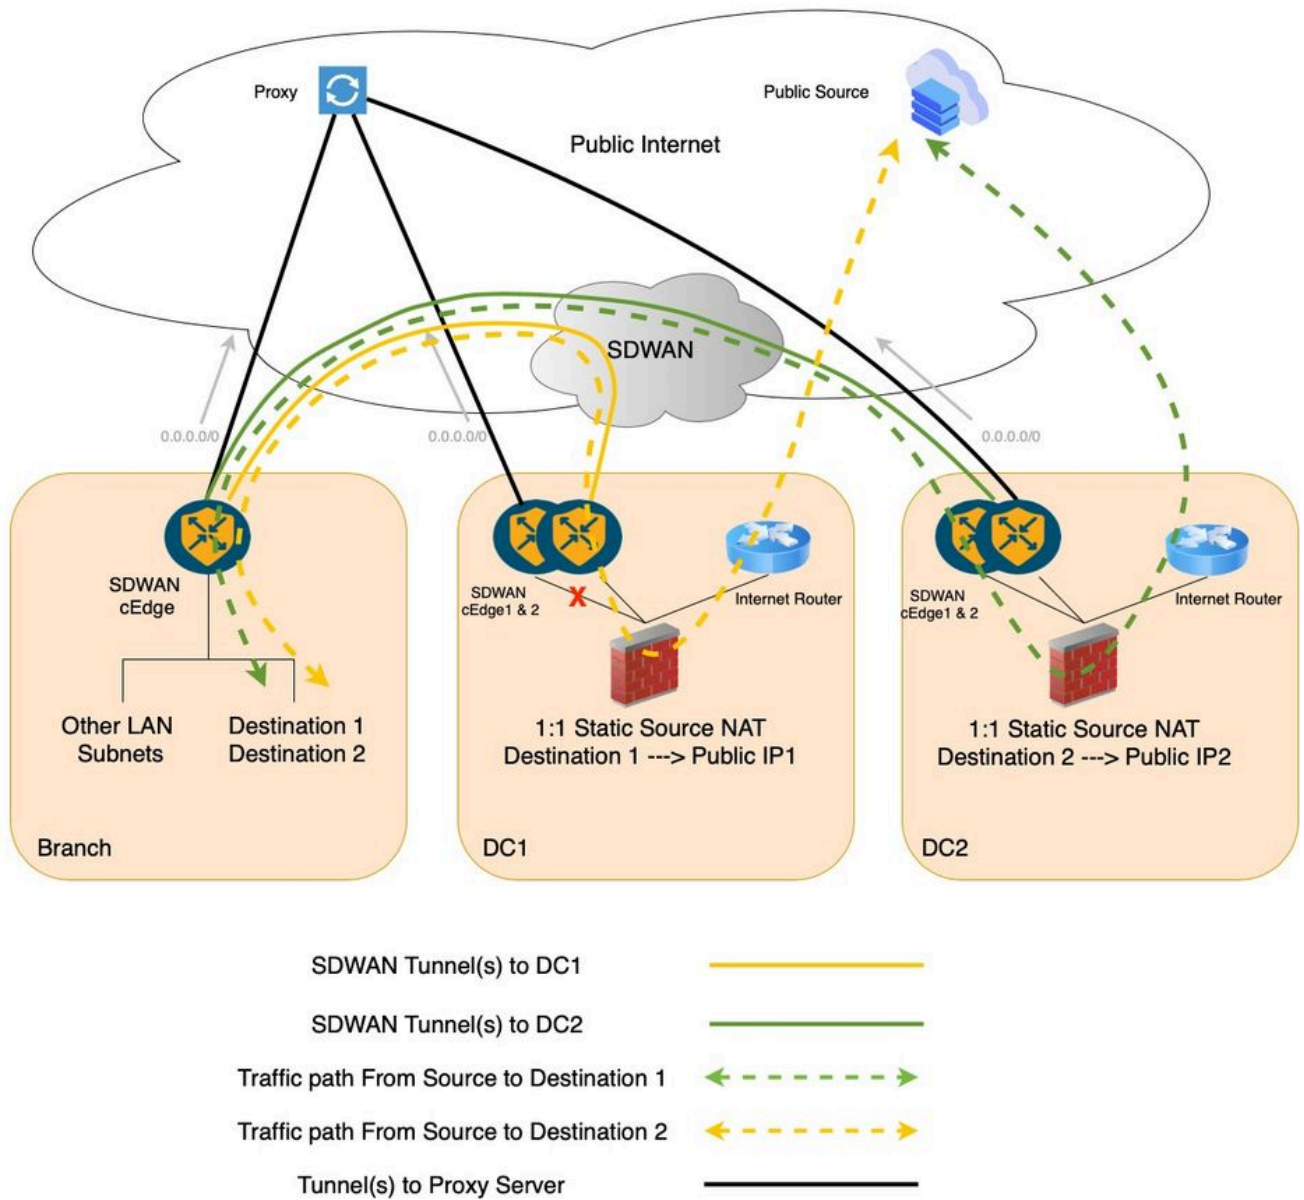 Proxy
Public Source
Public Internet
SDWAN
0.0.0.0/0
0.0.0.0/0
0.0.0.0/0
SDWAN
cEdge
SDWAN
cEdge1 & 2
X
Internet Router
SDWAN
cEdge1 & 2
Internet Router
Other LAN
Subnets
Destination 1
Destination 2
1:1 Static Source NAT
Destination 1 ---> Public IP1
1:1 Static Source NAT
Destination 2 ---> Public IP2
Branch
DC1
DC2
SDWAN Tunnel(s) to DC1
SDWAN Tunnel(s) to DC2
Traffic path From Source to Destination 1
Traffic path From Source to Destination 2
Tunnel(s) to Proxy Server